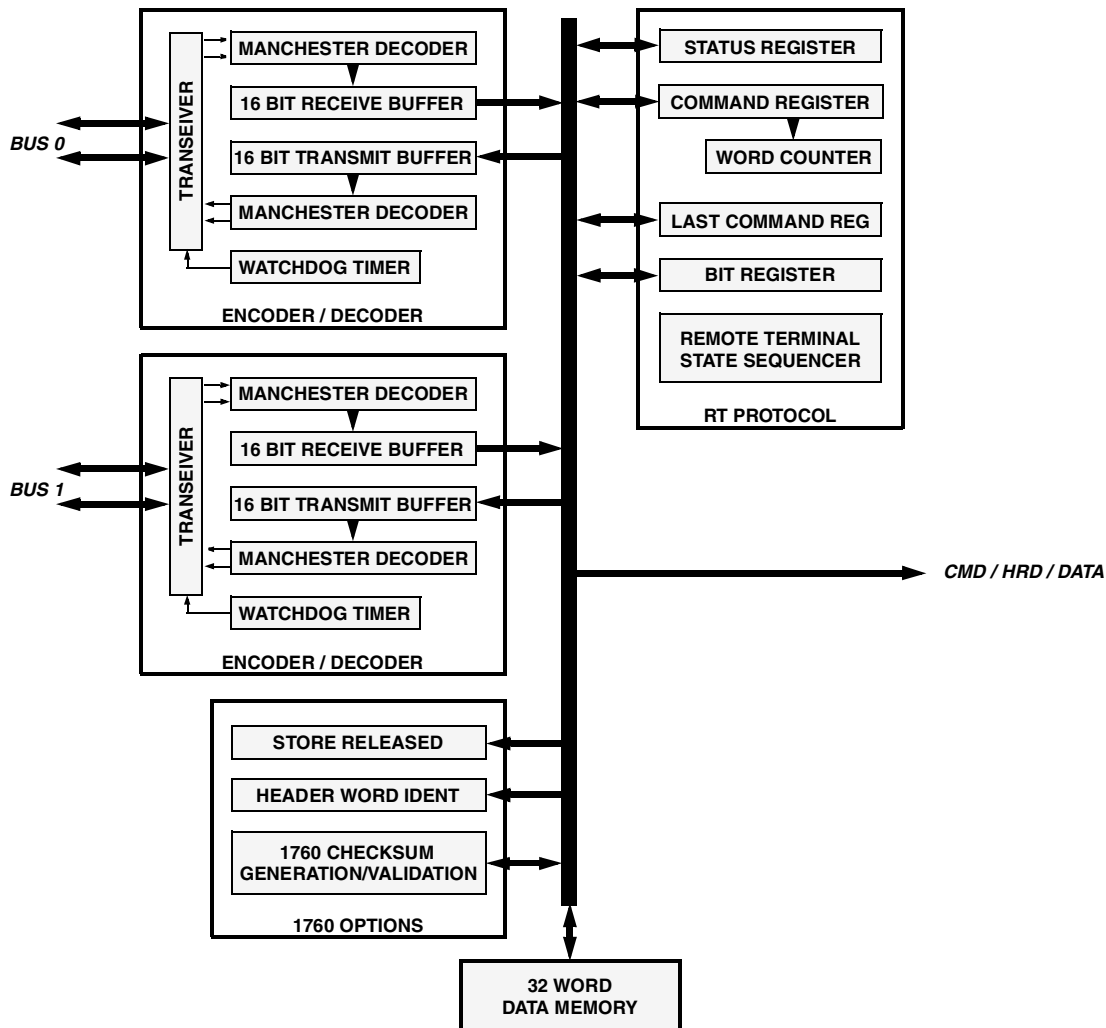 BUS 0
TRANSEIVER
MANCHESTER DECODER
16 BIT RECEIVE BUFFER
16 BIT TRANSMIT BUFFER
MANCHESTER DECODER
WATCHDOG TIMER
ENCODER / DECODER
STATUS REGISTER
COMMAND REGISTER
WORD COUNTER
LAST COMMAND REG
BIT REGISTER
REMOTE TERMINAL
STATE SEQUENCER
RT PROTOCOL
BUS 1
TRANSEIVER
MANCHESTER DECODER
16 BIT RECEIVE BUFFER
16 BIT TRANSMIT BUFFER
MANCHESTER DECODER
WATCHDOG TIMER
ENCODER / DECODER
CMD / HRD / DATA
STORE RELEASED
HEADER WORD IDENT
1760 CHECKSUM
GENERATION/VALIDATION
1760 OPTIONS
32 WORD
DATA MEMORY